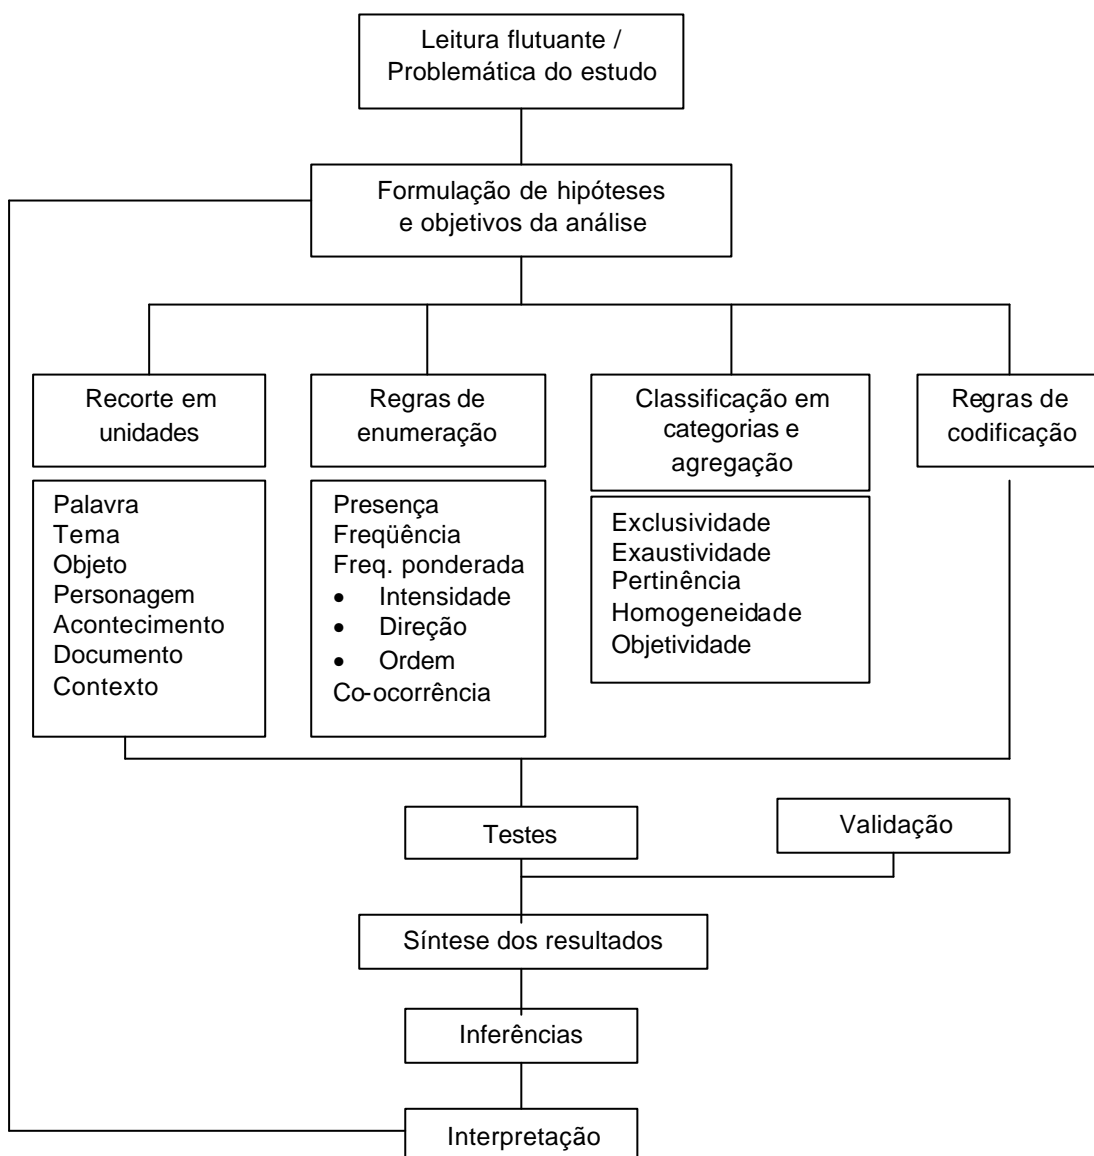 Leitura flutuante /
Problemática do estudo
Formulação de hipóteses
e objetivos da análise
Recorte em
unidades
Regras de
enumeração
Classificação em
categorias e
agregação
Regras de
codificação
Palavra
Tema
Objeto
Personagem
Acontecimento
Documento
Contexto
Presença
Freqüência
Freq. ponderada
• Intensidade
• Direção
• Ordem
Co-ocorrência
Exclusividade
Exaustividade
Pertinência
Homogeneidade
Objetividade
Testes
Validação
Síntese dos resultados
Inferências
Interpretação